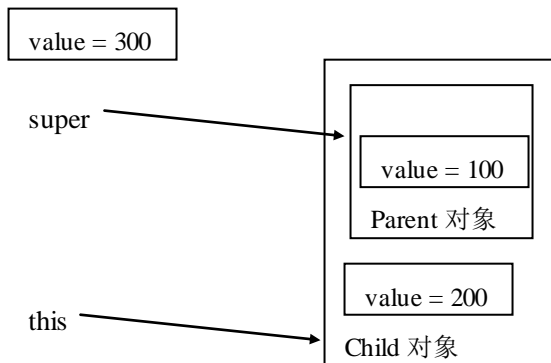 value = 300
super
value = 100
Parent 对象
value = 200
this
Child 对象